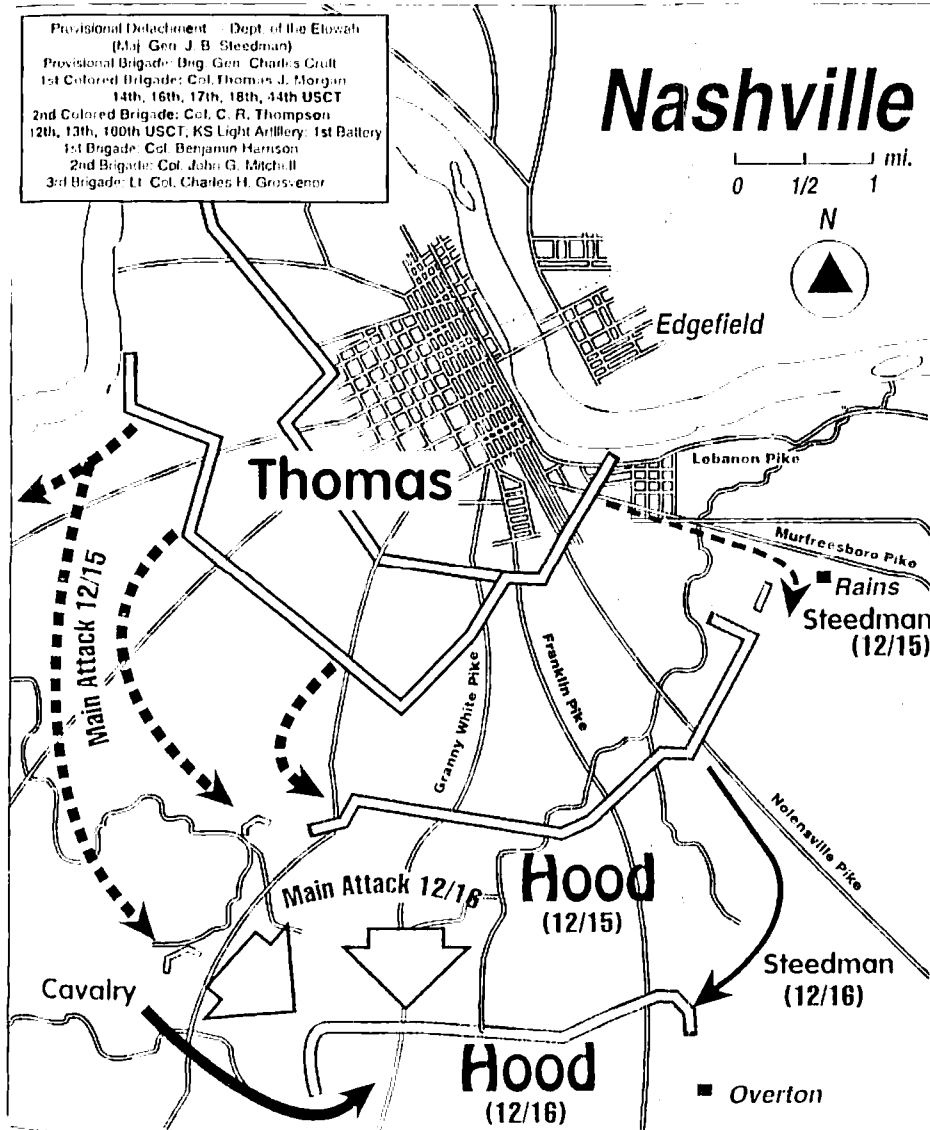 Provisional Detachment - Dept. of the Etowah
(Maj. Gen. J. B. Steedman)
Provisional Brigade: Brig. Gen. Charles Cruft
1st Colored Brigade: Col. Thomas J. Morgan
14th, 16th, 17th, 18th, 44th USCT
2nd Colored Brigade: Col. C. R. Thompson
12th, 13th, 100th USCT, KS Light Artillery: 1st Battery
1st Brigade: Col. Benjamin Harrison
2nd Brigade: Col. John G. Mitchell
3rd Brigade: Lt. Col. Charles H. Grosvenor
Nashville
mi.
0 1/2 1
N
Edgefield
Thomas
Lebanon Pike
Murfreesboro Pike
Rains
Steedman
(12/15)
Main Attack 12/15
Granny White Pike
Franklin Pike
Nolensville Pike
Hood
(12/15)
Main Attack 12/16
Steedman
(12/16)
Cavalry
Hood
(12/16)
Overton